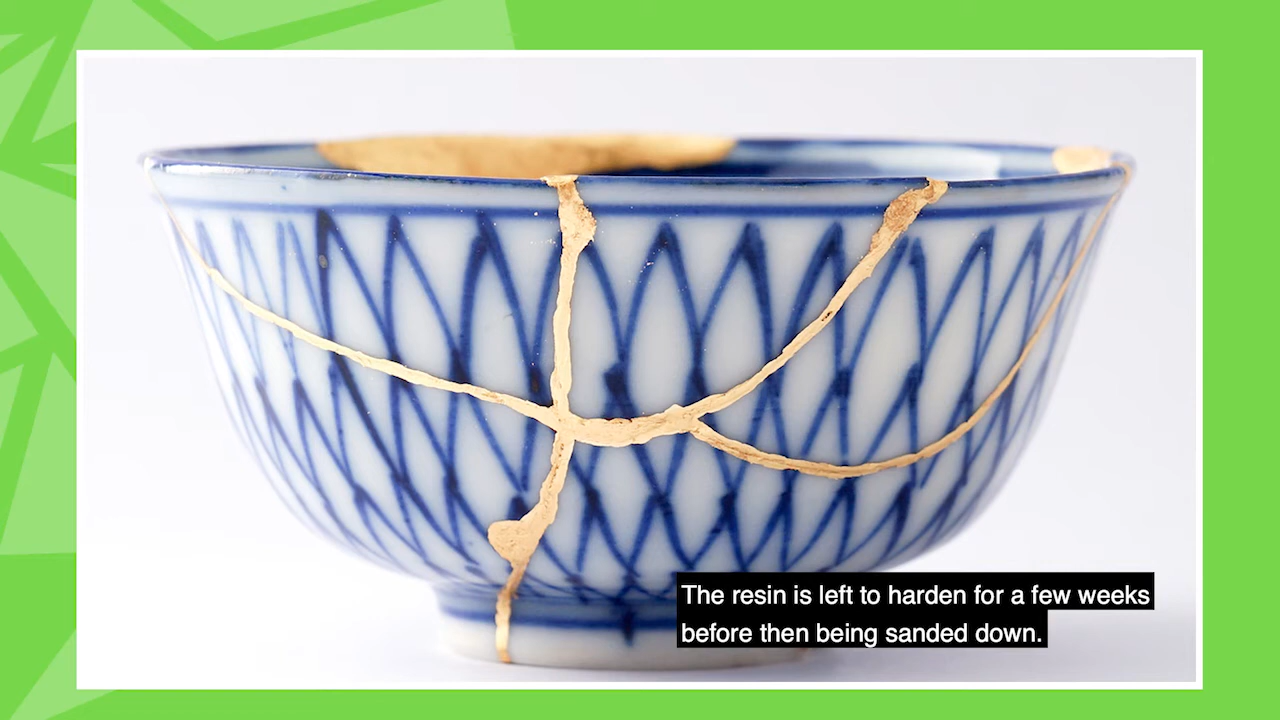 The resin is left to harden for a few weeks
before then being sanded down.